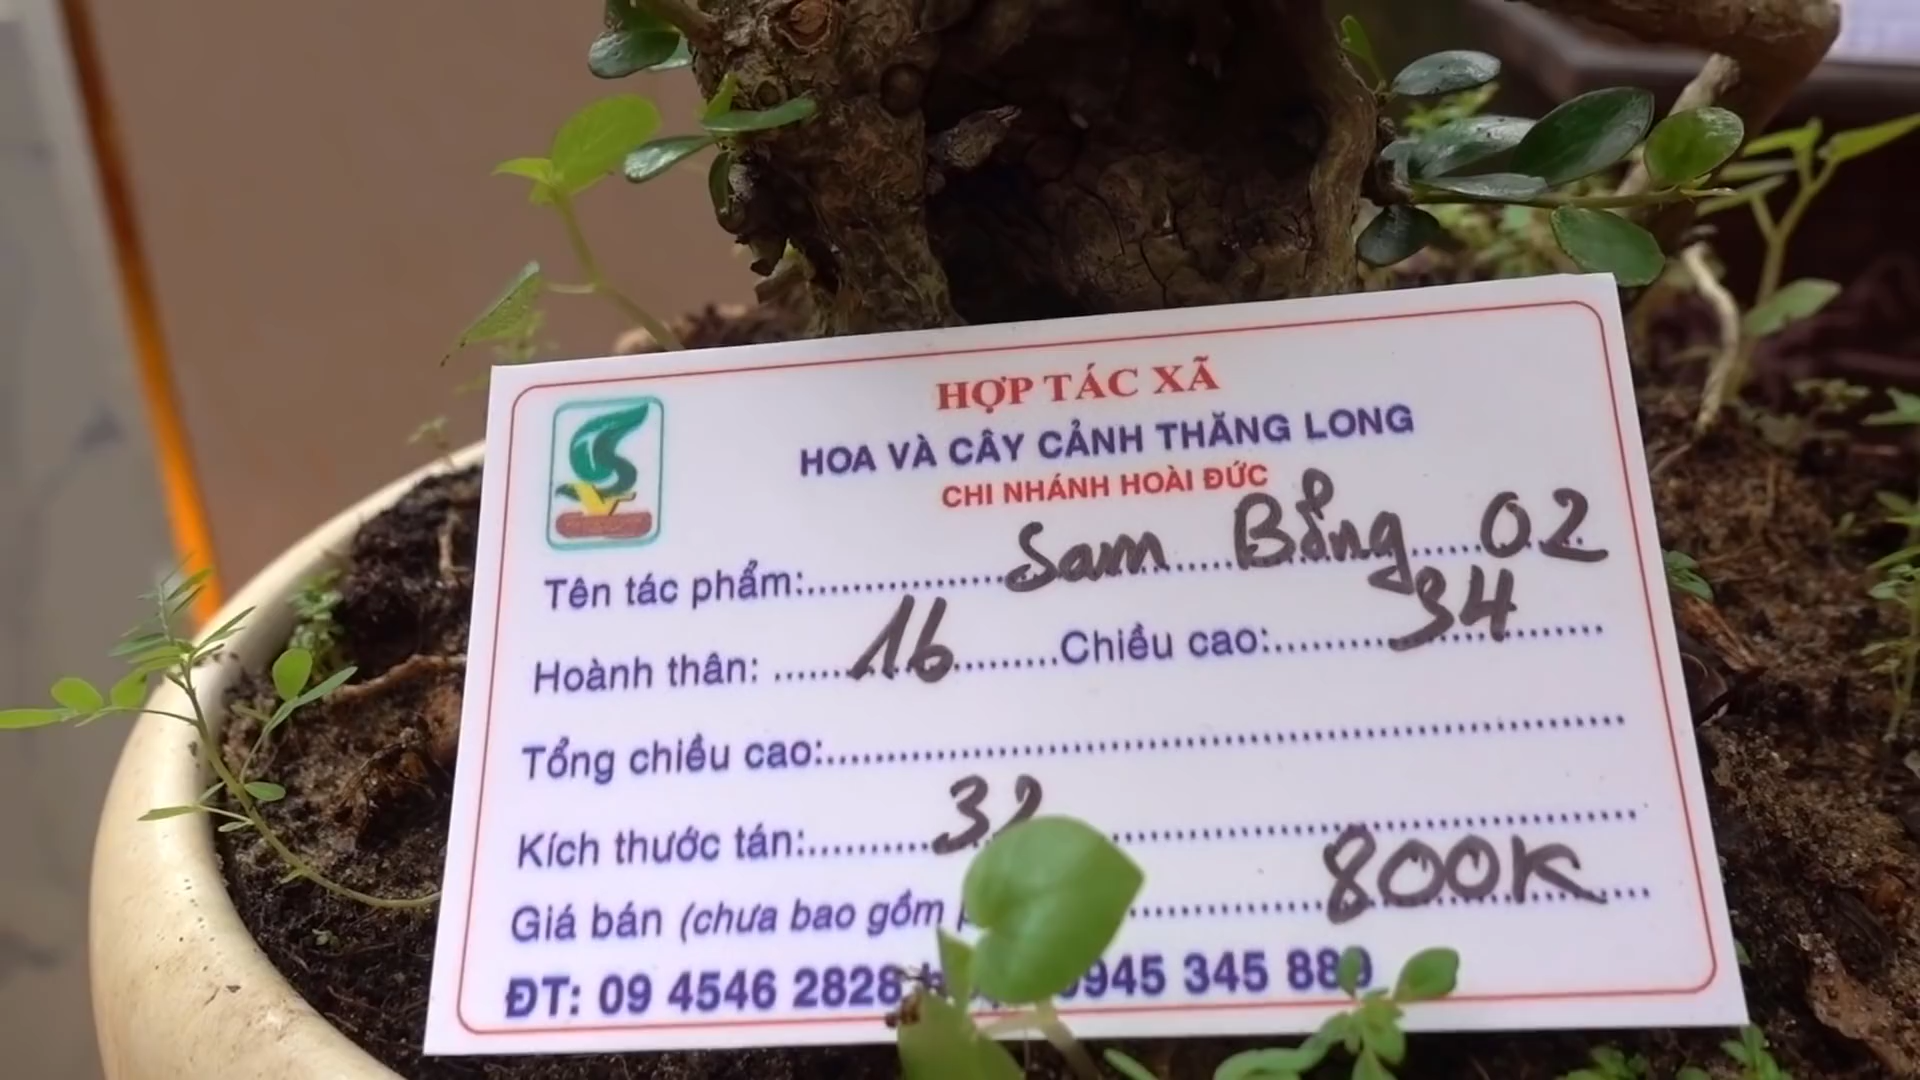 HỢP TÁC XÃ
HOA VÀ CÂY CẢNH THĂNG LONG
CHI NHÁNH HOÀI ĐỨC
Tên tác phẩm: Sam Bổng 02
Hoành thân: 16 Chiều cao: 34
Tổng chiều cao:
Kích thước tán: 32
Giá bán (chưa bao gồm 800K
ĐT: 09 4546 2828 0945 345 889